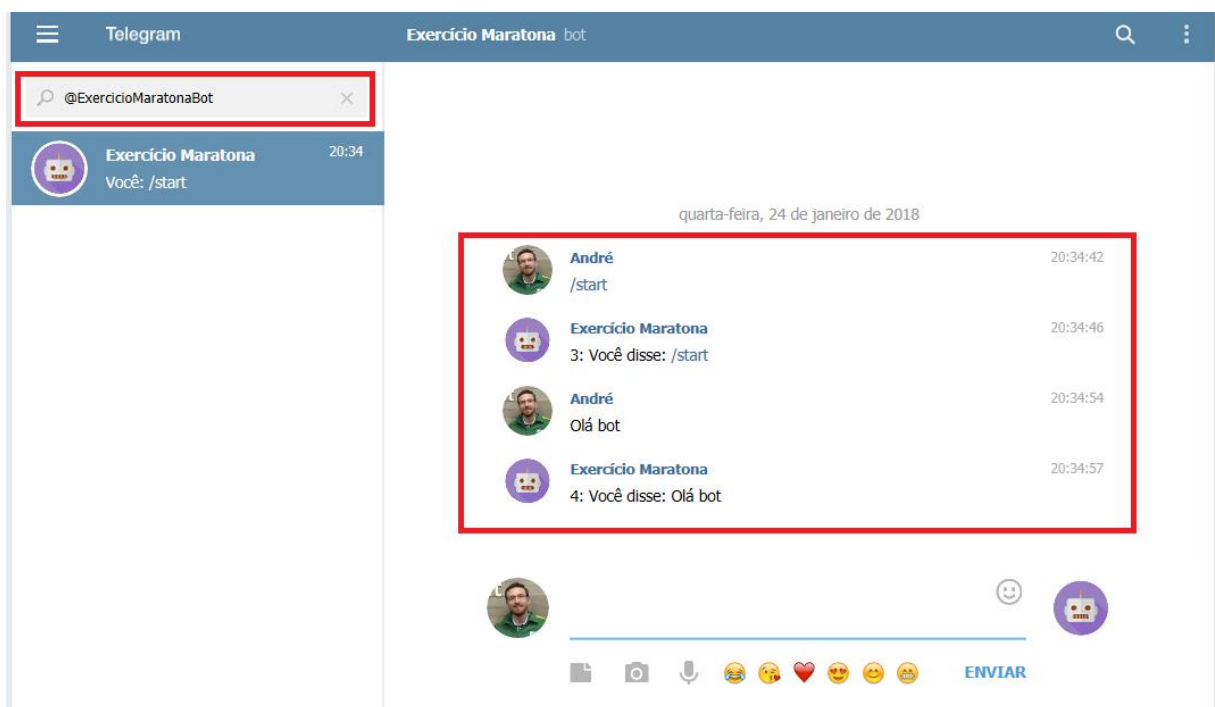 Telegram
Exercício Maratona bot
@ExercicioMaratonaBot
Exercício Maratona 20:34
Você: /start
quarta-feira, 24 de janeiro de 2018
André 20:34:42
/start
Exercício Maratona 20:34:46
3: Você disse: /start
André 20:34:54
Olá bot
Exercício Maratona 20:34:57
4: Você disse: Olá bot
ENVIAR